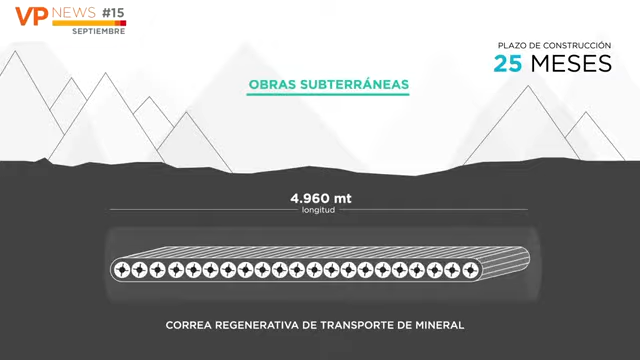 VP NEWS #15
SEPTIEMBRE
PLAZO DE CONSTRUCCIÓN
25 MESES
OBRAS SUBTERRÁNEAS
4.960 mt
longitud
CORREA REGENERATIVA DE TRANSPORTE DE MINERAL